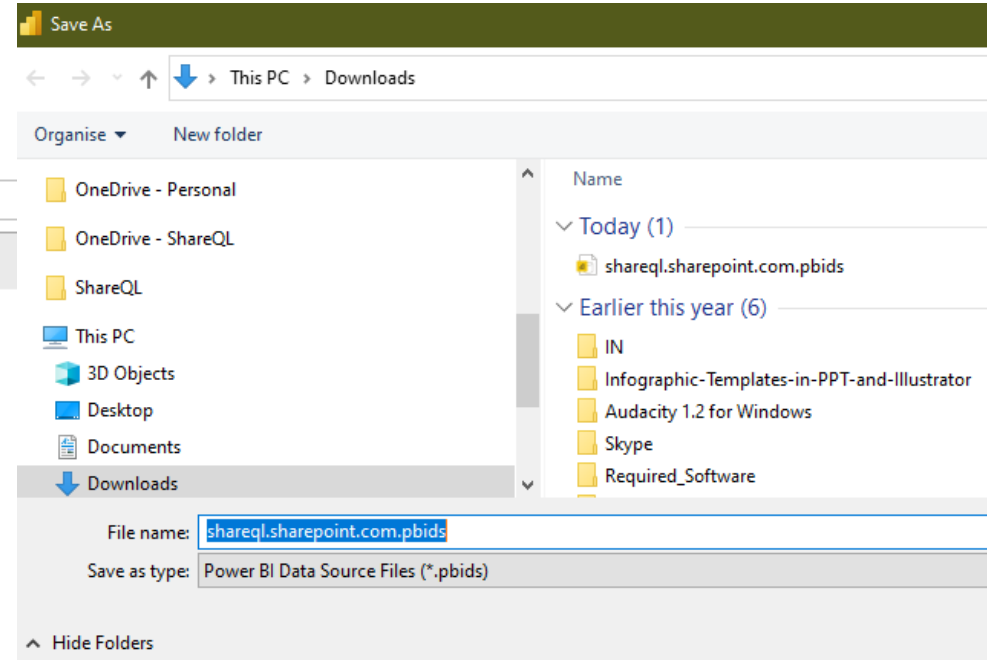 Save As
This PC > Downloads
Organise New folder
OneDrive - Personal
OneDrive - ShareQL
ShareQL
This PC
3D Objects
Desktop
Documents
Downloads
Name
Today (1)
shareql.sharepoint.com.pbids
Earlier this year (6)
IN
Infographic-Templates-in-PPT-and-Illustrator
Audacity 1.2 for Windows
Skype
Required_Software
File name: shareql.sharepoint.com.pbids
Save as type: Power BI Data Source Files (*.pbids)
Hide Folders